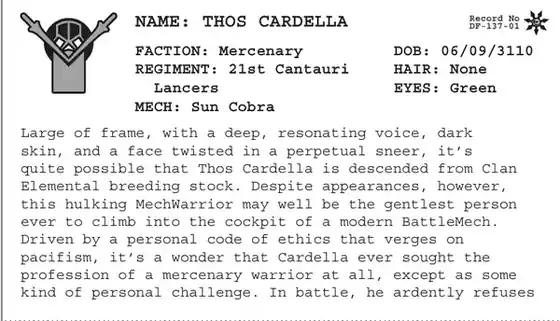 NAME: THOS CARDELLA
Record No
DF-137-01
FACTION: Mercenary
DOB: 06/09/3110
REGIMENT: 21st Cantauri
HAIR: None
Lancers
EYES: Green
MECH: Sun Cobra
Large of frame, with a deep, resonating voice, dark
skin, and a face twisted in a perpetual sneer, it's
quite possible that Thos Cardella is descended from Clan
Elemental breeding stock. Despite appearances, however,
this hulking MechWarrior may well be the gentlest person
ever to climb into the cockpit of a modern BattleMech.
Driven by a personal code of ethics that verges on
pacifism, it's a wonder that Cardella ever sought the
profession of a mercenary warrior at all, except as some
kind of personal challenge. In battle, he ardently refuses